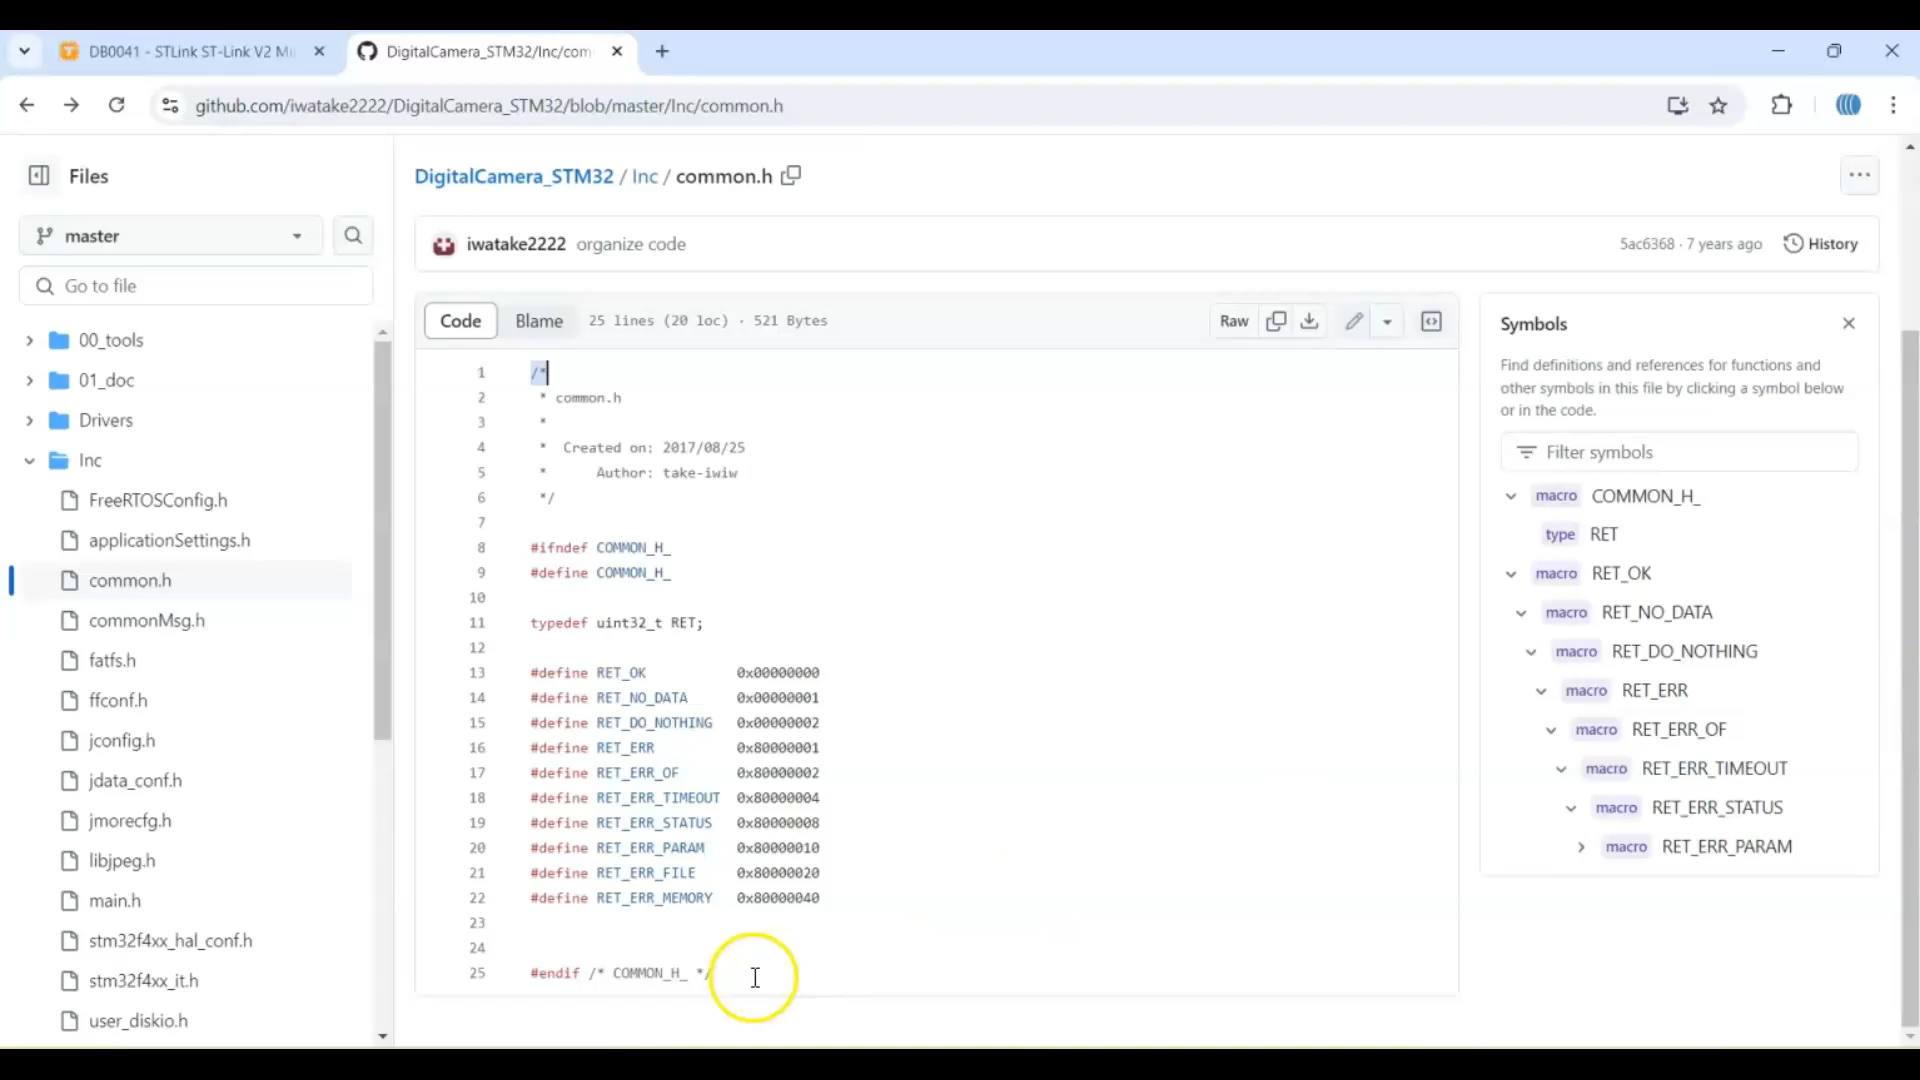 DB0041 - STLink ST-Link V2 Mi
DigitalCamera_STM32/Inc/com
github.com/iwatake2222/DigitalCamera_STM32/blob/master/Inc/common.h
Files
master
Go to file
00_tools
01_doc
Drivers
Inc
FreeRTOSConfig.h
applicationSettings.h
common.h
commonMsg.h
fatfs.h
ffconf.h
jconfig.h
jdata_conf.h
jmorecfg.h
libjpeg.h
main.h
stm32f4xx_hal_conf.h
stm32f4xx_it.h
user_diskio.h
DigitalCamera_STM32 / Inc / common.h
iwatake2222 organize code
5ac6368 · 7 years ago
History
Code Blame 25 lines (20 loc) · 521 Bytes
Raw
1 /*
2 * common.h
3 *
4 * Created on: 2017/08/25
5 * Author: take-iwiw
6 */
7
8 #ifndef COMMON_H_
9 #define COMMON_H_
10
11 typedef uint32_t RET;
12
13 #define RET_OK 0x00000000
14 #define RET_NO_DATA 0x00000001
15 #define RET_DO_NOTHING 0x00000002
16 #define RET_ERR 0x80000001
17 #define RET_ERR_OF 0x80000002
18 #define RET_ERR_TIMEOUT 0x80000004
19 #define RET_ERR_STATUS 0x80000008
20 #define RET_ERR_PARAM 0x80000010
21 #define RET_ERR_FILE 0x80000020
22 #define RET_ERR_MEMORY 0x80000040
23
24
25 #endif /* COMMON_H_ */
Symbols
Find definitions and references for functions and
other symbols in this file by clicking a symbol below
or in the code.
Filter symbols
macro COMMON_H_
type RET
macro RET_OK
macro RET_NO_DATA
macro RET_DO_NOTHING
macro RET_ERR
macro RET_ERR_OF
macro RET_ERR_TIMEOUT
macro RET_ERR_STATUS
macro RET_ERR_PARAM